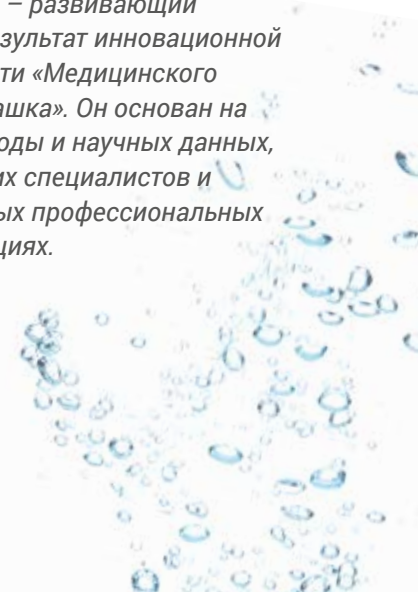 – развивающий
зультат инновационной
ти «Медицинского
ашка». Он основан на
оды и научных данных,
их специалистов и
ых профессиональных
циях.